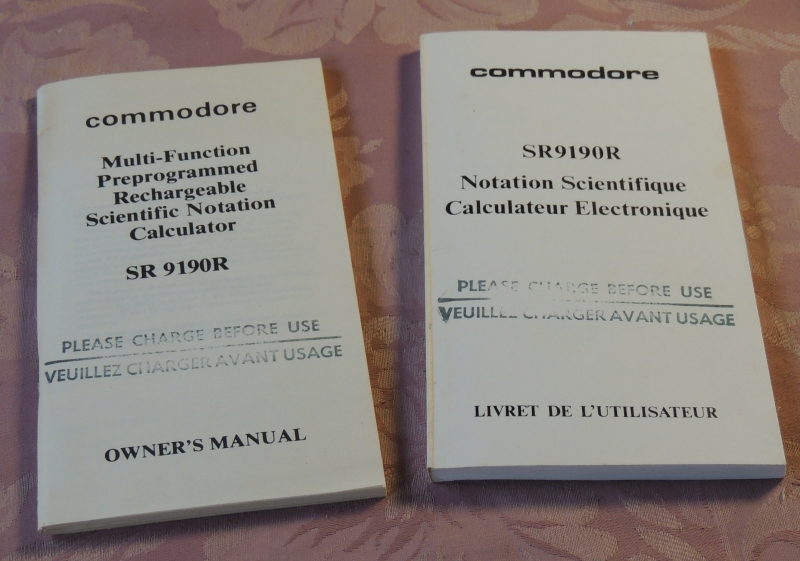 commodore
Multi-Function
Preprogrammed
Rechargeable
Scientific Notation
Calculator
SR 9190R
PLEASE CHARGE BEFORE USE
VEUILLEZ CHARGER AVANT USAGE
OWNER'S MANUAL
commodore
SR9190R
Notation Scientifique
Calculateur Electronique
PLEASE CHARGE BEFORE USE
VEUILLEZ CHARGER AVANT USAGE
LIVRET DE L'UTILISATEUR